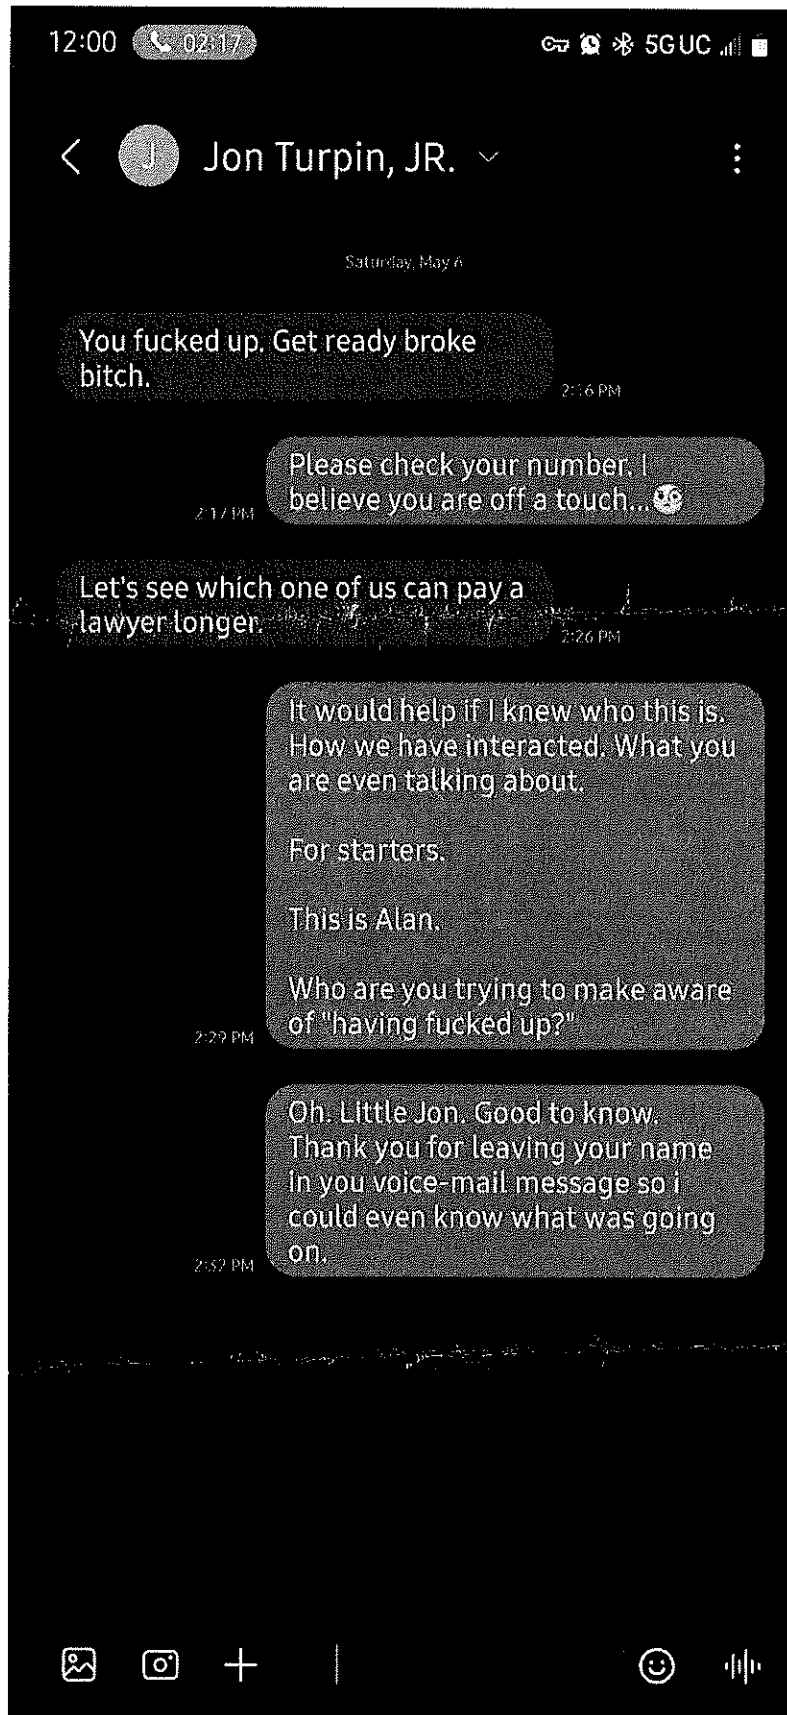 12:00 02:17 5G UC
J Jon Turpin, JR.
Saturday, May 6
You fucked up. Get ready broke
bitch.
2:16 PM
Please check your number. I
believe you are off a touch...
2:17 PM
Let's see which one of us can pay a
lawyer longer.
2:26 PM
It would help if I knew who this is.
How we have interacted. What you
are even talking about.
For starters.
This is Alan.
Who are you trying to make aware
of "having fucked up?"
2:29 PM
Oh. Little Jon. Good to know.
Thank you for leaving your name
in you voice-mail message so i
could even know what was going
on.
2:32 PM